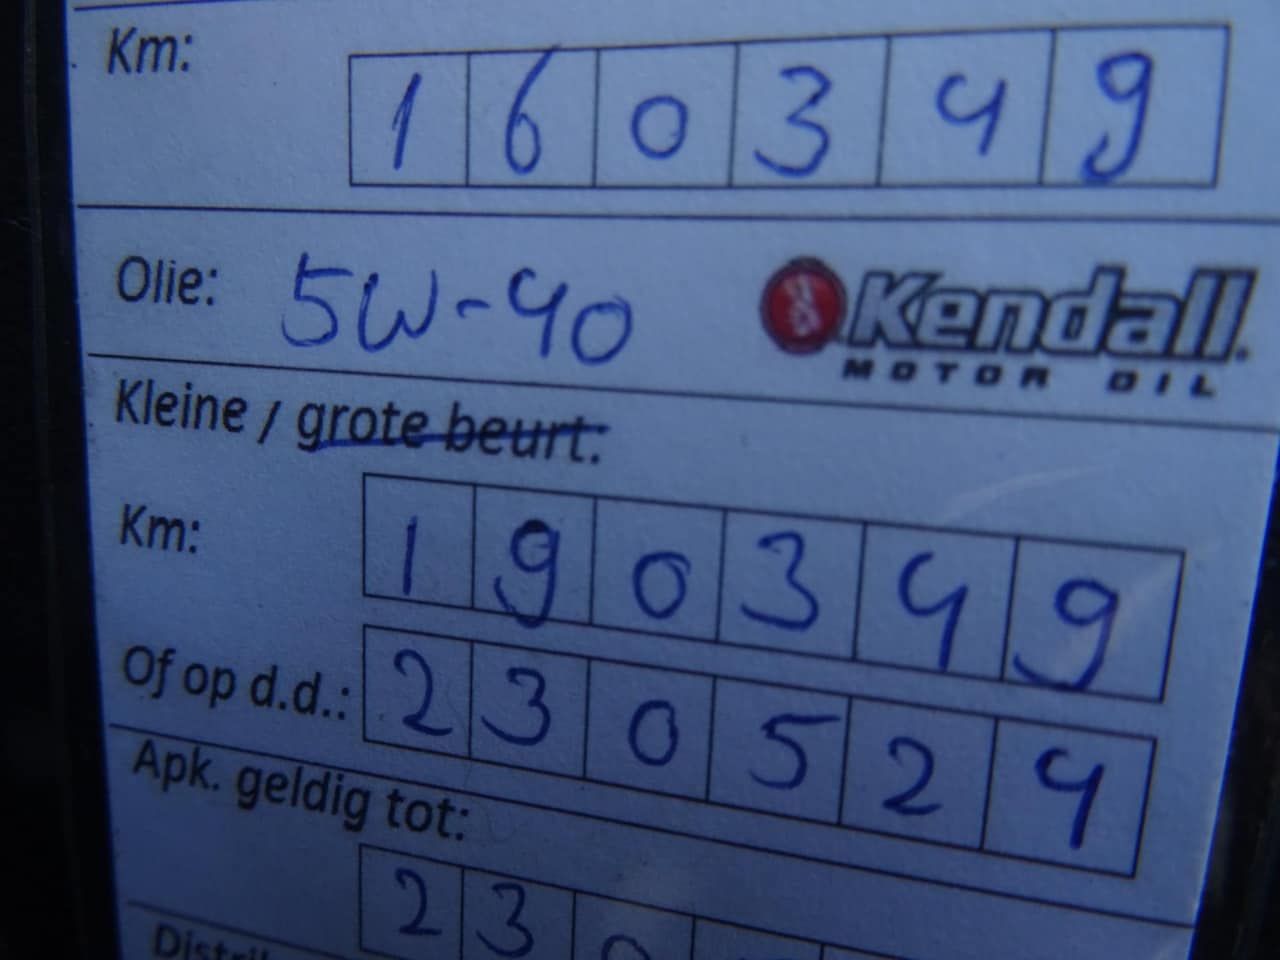 Km: 160349
Olie: 5W-40 Kendall
MOTOR OIL
Kleine / grote beurt:
Km: 190349
Of op d.d.: 230524
Apk. geldig tot:
230